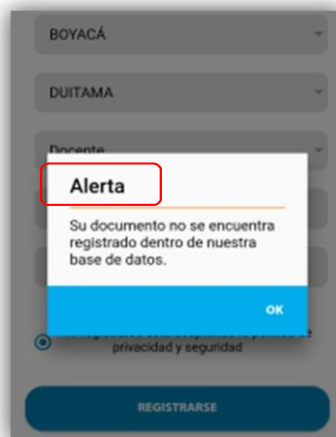 BOYACÁ
DUITAMA
Docente
Alerta
Su documento no se encuentra
registrado dentro de nuestra
base de datos.
OK
privacidad y seguridad
REGISTRARSE